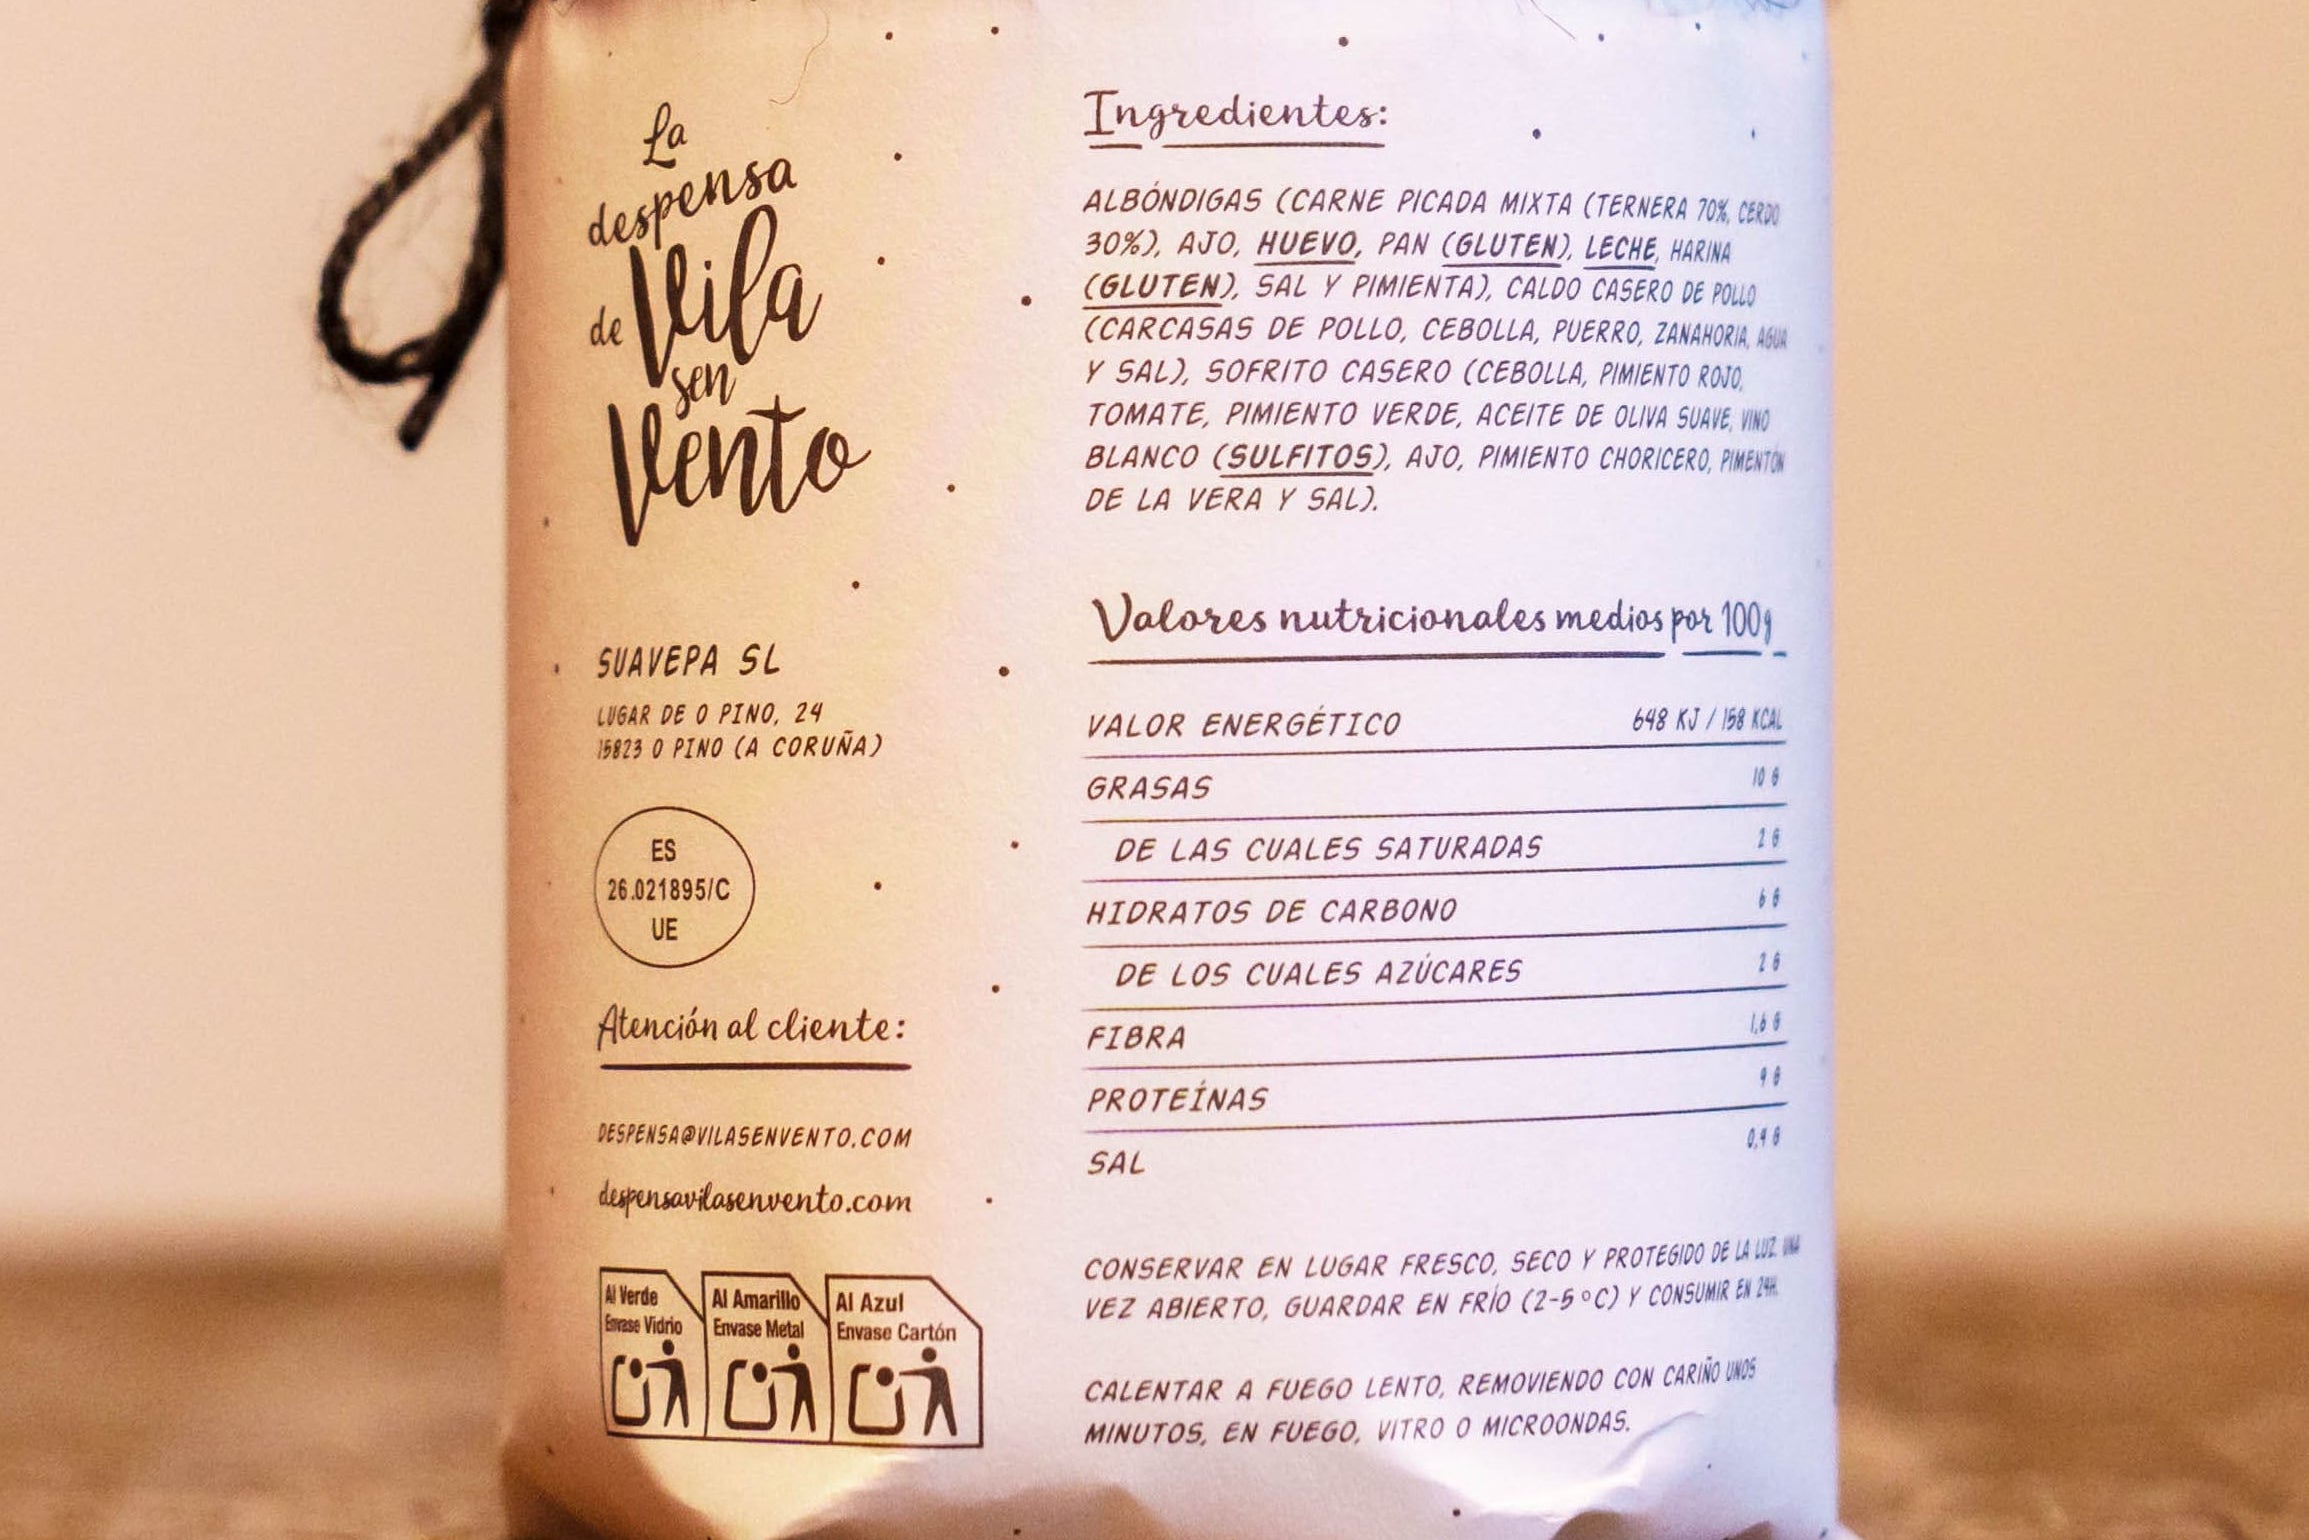 La
despensa
de Vila
sen
Vento
SUAVEPA SL
LUGAR DE O PINO, 24
15823 O PINO (A CORUÑA)
ES
26.021895/C
UE
Atención al cliente:
DESPENSA@VILASENVENTO.COM
despensavilasenvento.com
Al Verde
Envase Vidrio
Al Amarillo
Envase Metal
Al Azul
Envase Cartón
Ingredientes:
ALBÓNDIGAS (CARNE PICADA MIXTA (TERNERA 70%, CERDO
30%), AJO, HUEVO, PAN (GLUTEN), LECHE, HARINA
(GLUTEN), SAL Y PIMIENTA), CALDO CASERO DE POLLO
(CARCASAS DE POLLO, CEBOLLA, PUERRO, ZANAHORIA, AGUA
Y SAL), SOFRITO CASERO (CEBOLLA, PIMIENTO ROJO,
TOMATE, PIMIENTO VERDE, ACEITE DE OLIVA SUAVE, VINO
BLANCO (SULFITOS), AJO, PIMIENTO CHORICERO, PIMENTÓN
DE LA VERA Y SAL).
Valores nutricionales medios por 100g
VALOR ENERGÉTICO 648 KJ / 158 KCAL
GRASAS 10 G
DE LAS CUALES SATURADAS 2 G
HIDRATOS DE CARBONO 6 G
DE LOS CUALES AZÚCARES 2 G
FIBRA 1,6 G
PROTEÍNAS 9 G
SAL 0,9 G
CONSERVAR EN LUGAR FRESCO, SECO Y PROTEGIDO DE LA LUZ. UNA
VEZ ABIERTO, GUARDAR EN FRÍO (2-5ºC) Y CONSUMIR EN 24H.
CALENTAR A FUEGO LENTO, REMOVIENDO CON CARIÑO UNOS
MINUTOS, EN FUEGO, VITRO O MICROONDAS.